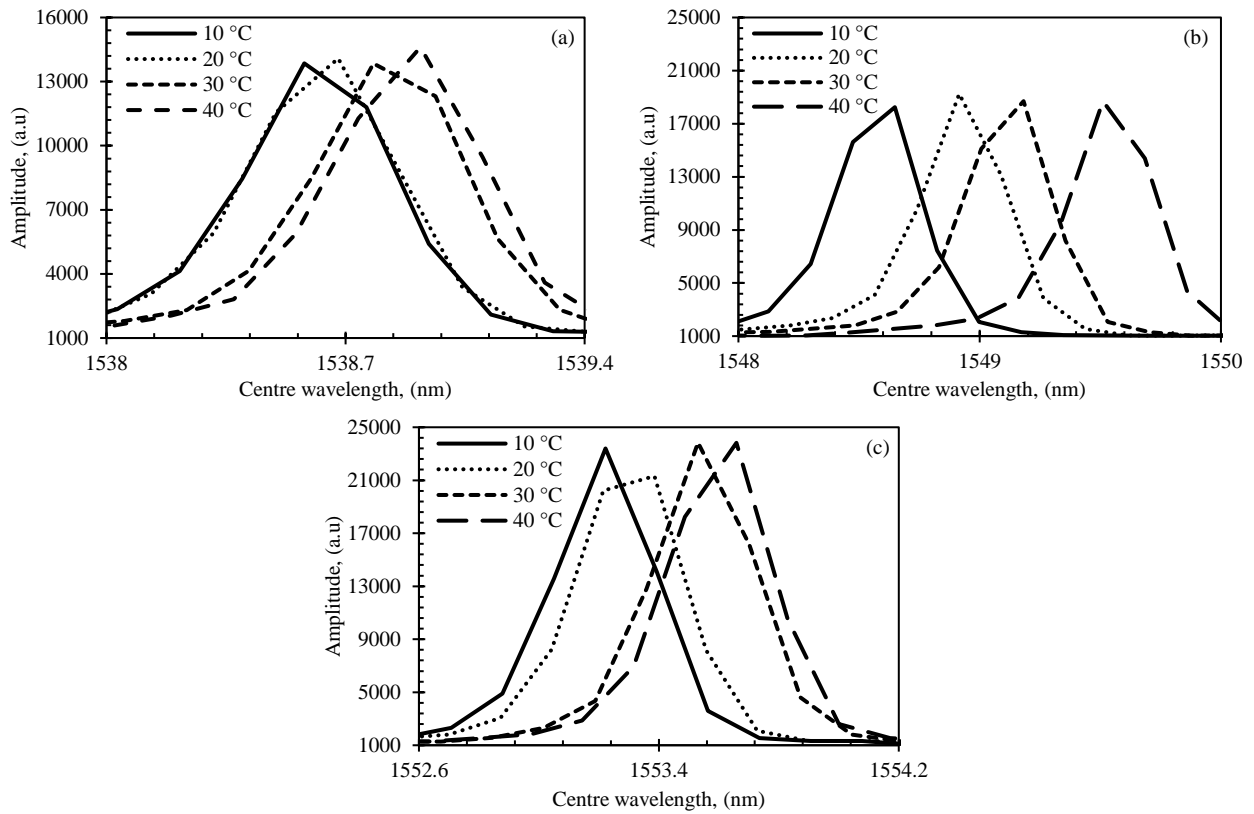 16000
13000
10000
7000
4000
1000
Amplitude, (a.u)
10 °C
20 °C
30 °C
40 °C
(a)
1538
1538.7
1539.4
Centre wavelength, (nm)
25000
21000
17000
13000
9000
5000
1000
Amplitude, (a.u)
10 °C
20 °C
30 °C
40 °C
(b)
1548
1549
1550
Centre wavelength, (nm)
25000
21000
17000
13000
9000
5000
1000
Amplitude, (a.u)
10 °C
20 °C
30 °C
40 °C
(c)
1552.6
1553.4
1554.2
Centre wavelength, (nm)